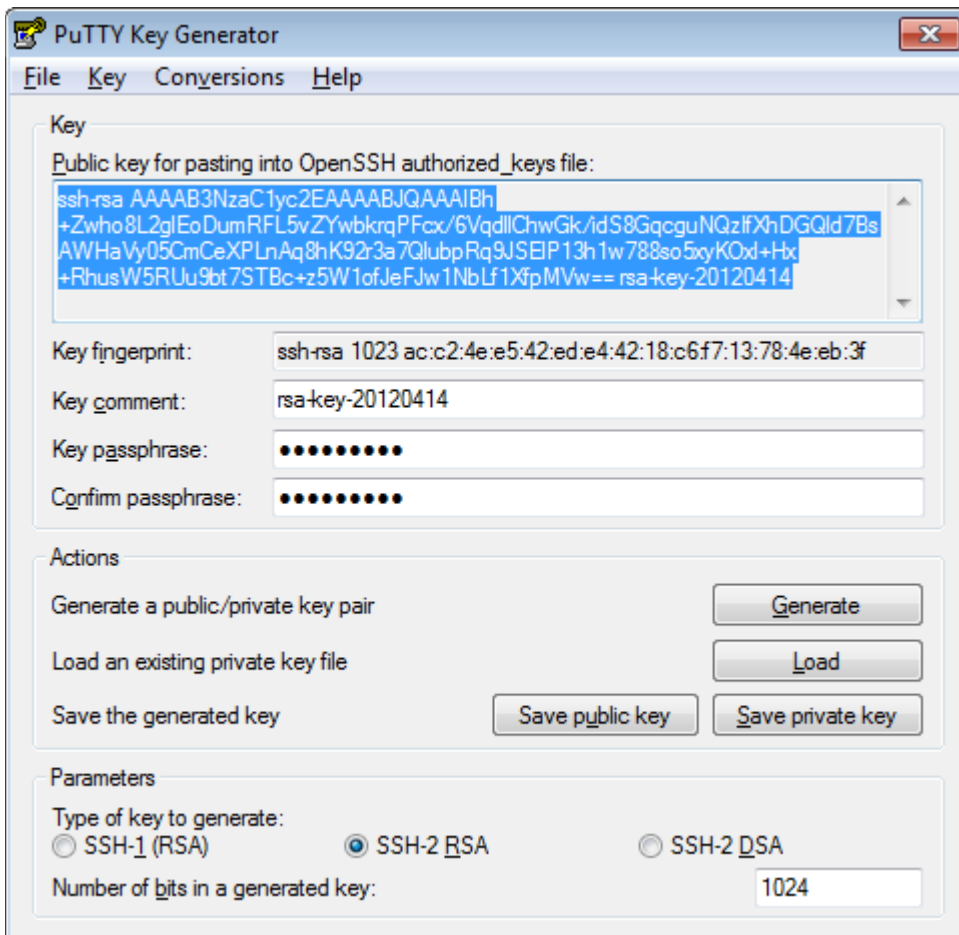 PuTTY Key Generator
File Key Conversions Help
Key
Public key for pasting into OpenSSH authorized_keys file:
ssh-rsa AAAAB3NzaC1yc2EAAAABJQAAAIBh
+Zwho8L2glEoDumRFL5vZYwbkrqPFcx/6VqdllChwGk/idS8GqcguNQzlfXhDGQld7Bs
AWHaVy05CmCeXPLnAq8hK92r3a7QlubpRq9JSElP13h1w788so5xyKOxl+Hx
+RhusW5RUu9bt7STBc+z5W1ofJeFJw1NbLf1XfpMVw== rsa-key-20120414
Key fingerprint: ssh-rsa 1023 ac:c2:4e:e5:42:ed:e4:42:18:c6:f7:13:78:4e:eb:3f
Key comment: rsa-key-20120414
Key passphrase: ●●●●●●●●●
Confirm passphrase: ●●●●●●●●●
Actions
Generate a public/private key pair Generate
Load an existing private key file Load
Save the generated key Save public key Save private key
Parameters
Type of key to generate:
SSH-1 (RSA) SSH-2 RSA SSH-2 DSA
Number of bits in a generated key: 1024